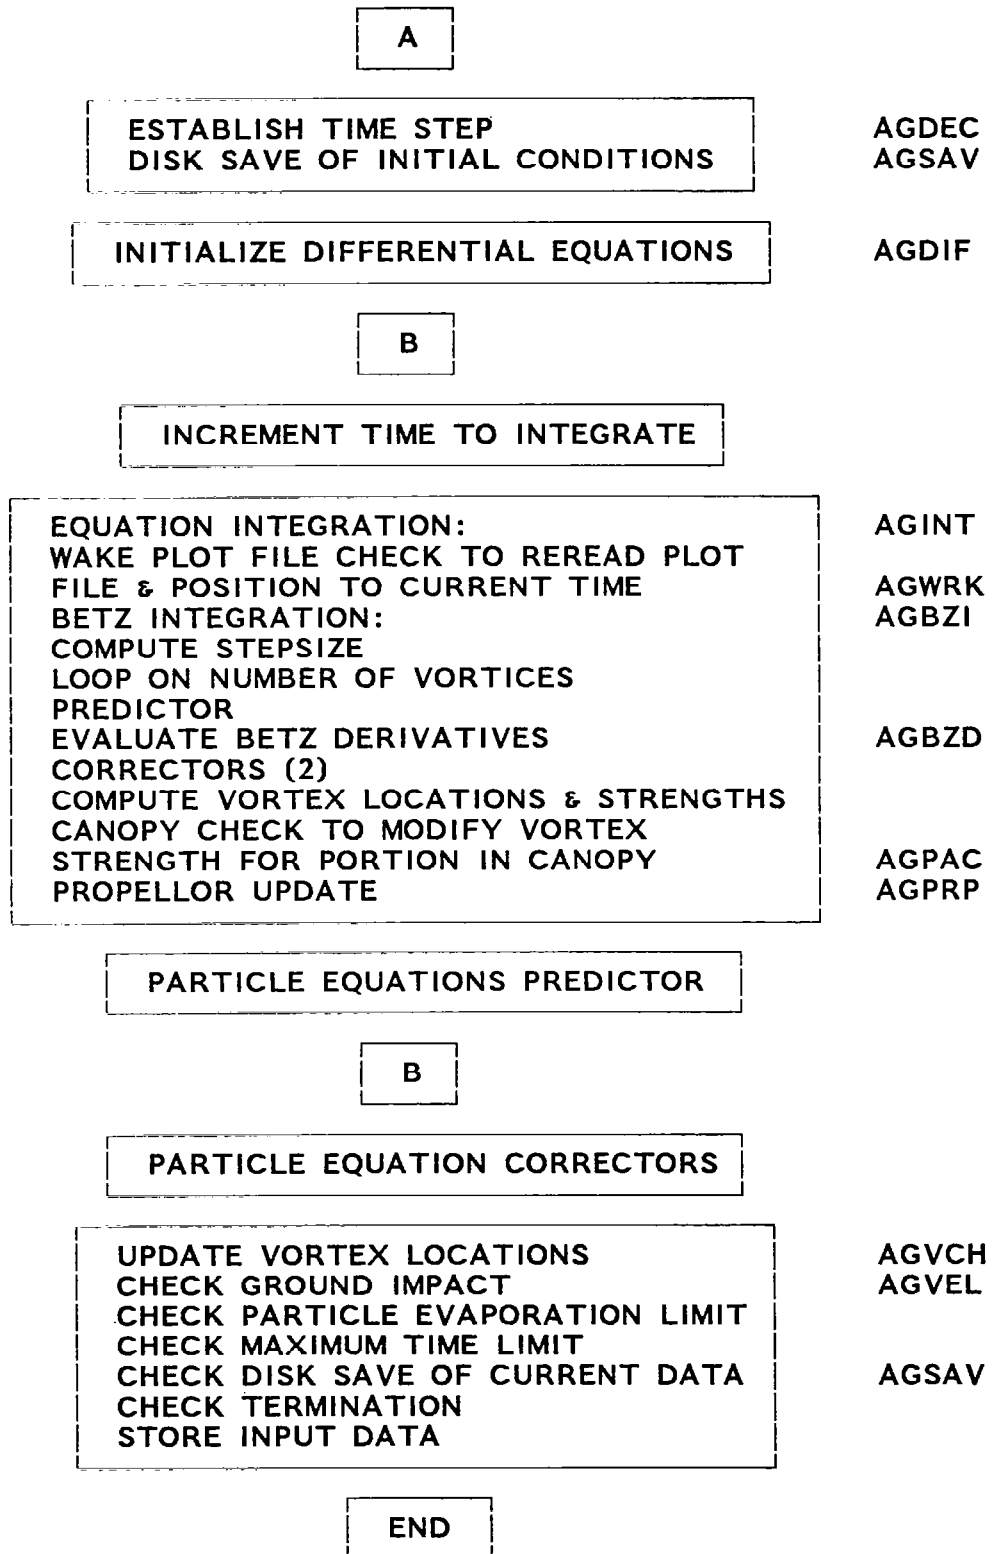 A
ESTABLISH TIME STEP AGDEC
DISK SAVE OF INITIAL CONDITIONS AGSAV
INITIALIZE DIFFERENTIAL EQUATIONS AGDIF
B
INCREMENT TIME TO INTEGRATE
EQUATION INTEGRATION: AGINT
WAKE PLOT FILE CHECK TO REREAD PLOT
FILE & POSITION TO CURRENT TIME AGWRK
BETZ INTEGRATION: AGBZI
COMPUTE STEPSIZE
LOOP ON NUMBER OF VORTICES
PREDICTOR
EVALUATE BETZ DERIVATIVES AGBZD
CORRECTORS (2)
COMPUTE VORTEX LOCATIONS & STRENGTHS
CANOPY CHECK TO MODIFY VORTEX
STRENGTH FOR PORTION IN CANOPY AGPAC
PROPELLOR UPDATE AGPRP
PARTICLE EQUATIONS PREDICTOR
B
PARTICLE EQUATION CORRECTORS
UPDATE VORTEX LOCATIONS AGVCH
CHECK GROUND IMPACT AGVEL
CHECK PARTICLE EVAPORATION LIMIT
CHECK MAXIMUM TIME LIMIT
CHECK DISK SAVE OF CURRENT DATA AGSAV
CHECK TERMINATION
STORE INPUT DATA
END